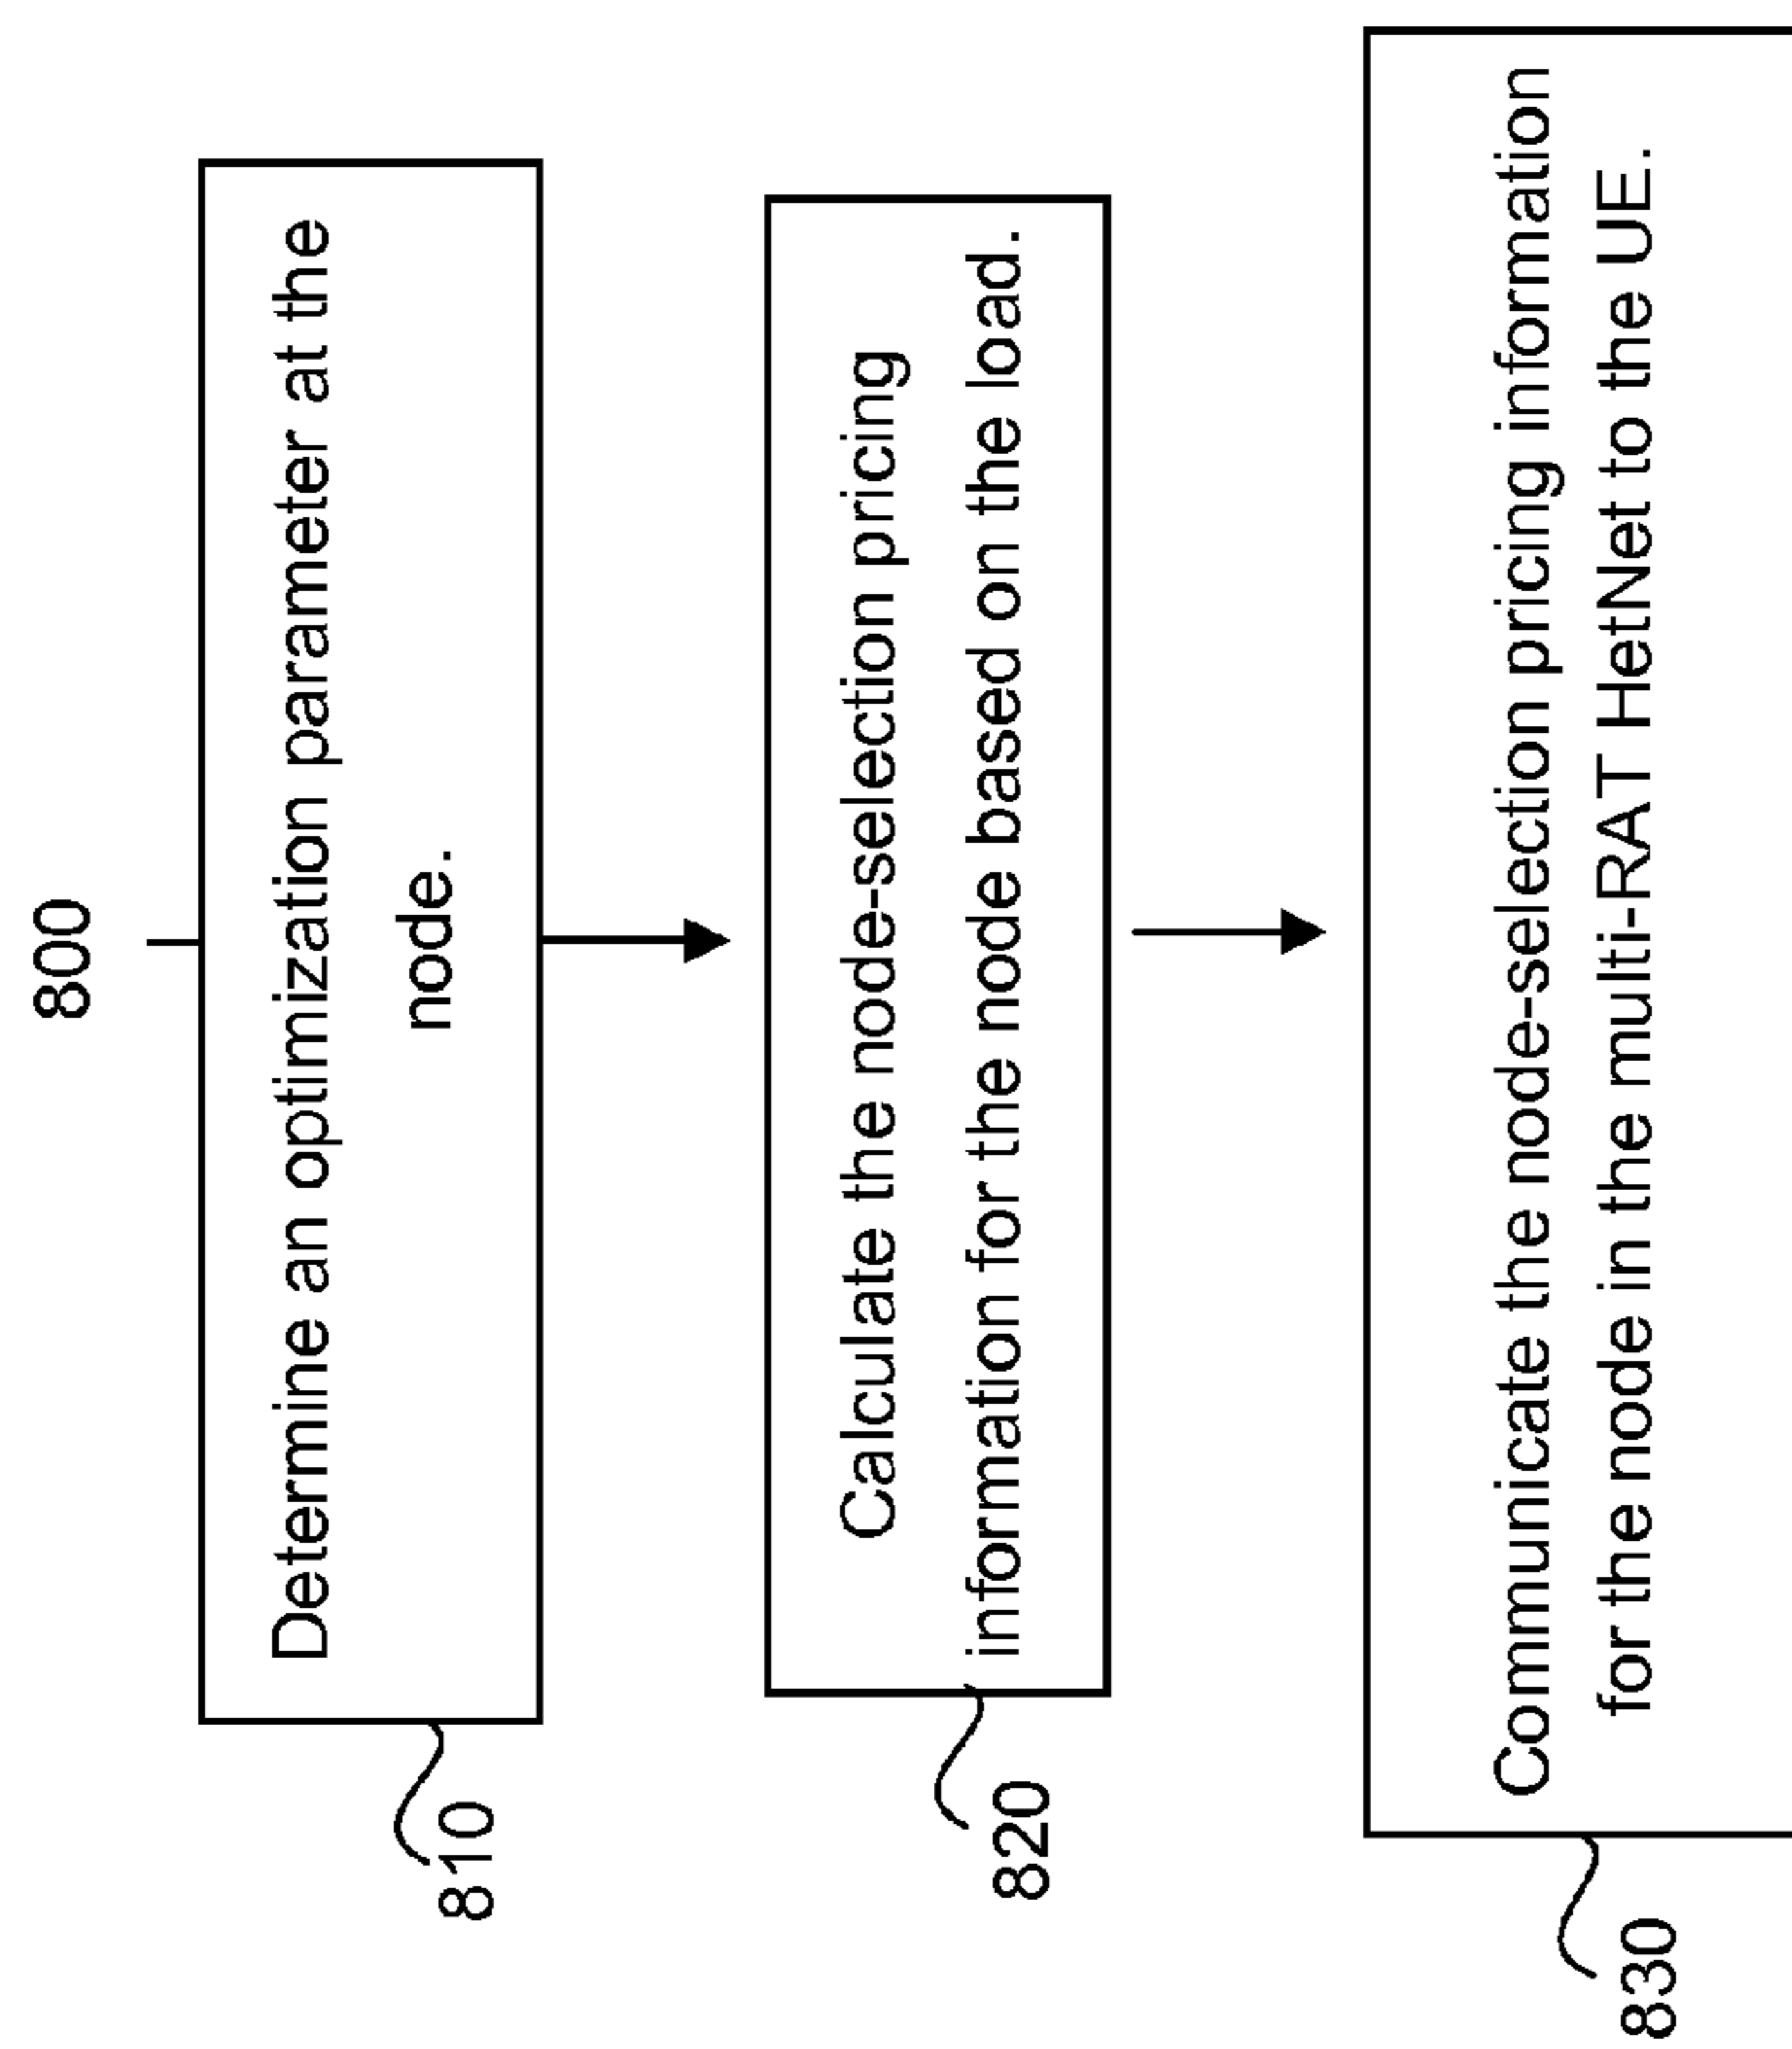 800
Determine an optimization parameter at the
node.
810
Calculate the node-selection pricing
information for the node based on the load.
820
Communicate the node-selection pricing information
for the node in the multi-RAT HetNet to the UE.
830